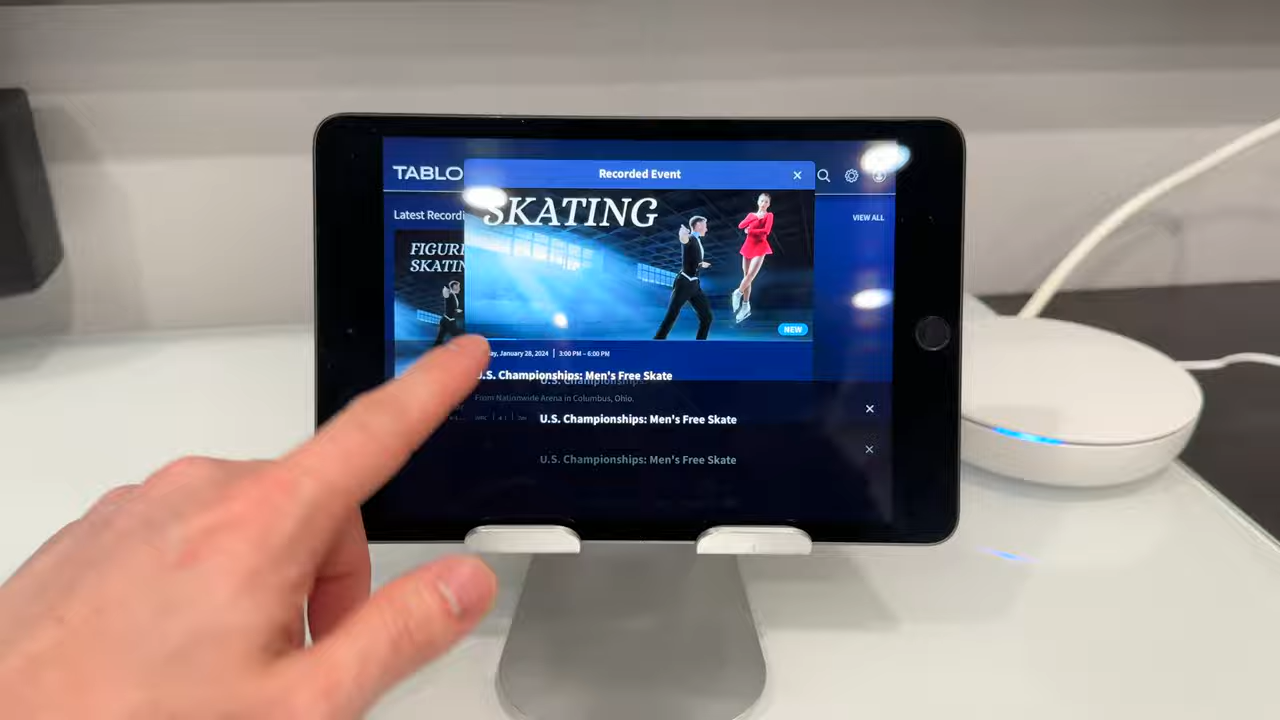 TABLO
Recorded Event
Latest Recordi
VIEW ALL
SKATING
FIGURE
SKATIN
NEW
ay, January 28, 2024 | 3:00 PM – 6:00 PM
U.S. Championships: Men's Free Skate
U.S. Championships:
From Nationwide Arena in Columbus, Ohio.
U.S. Championships: Men's Free Skate
U.S. Championships: Men's Free Skate